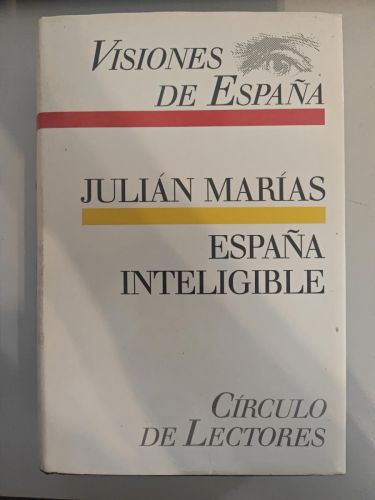 VISIONES
DE ESPAÑA
JULIÁN MARÍAS
ESPAÑA
INTELIGIBLE
CÍRCULO
DE LECTORES